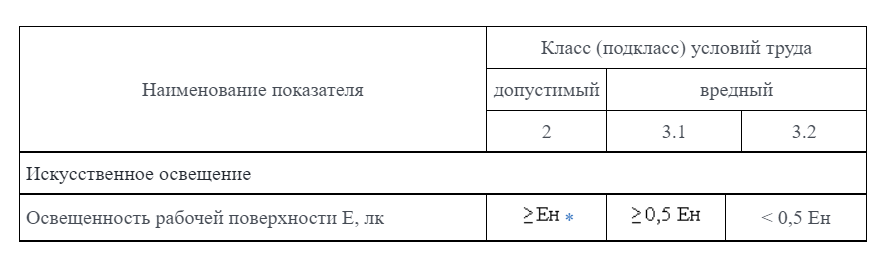 Класс (подкласс) условий труда
Наименование показателя
допустимый
вредный
2
3.1
3.2
Искусственное освещение
Освещенность рабочей поверхности Е, лк
≥Ен *
≥0,5 Ен
< 0,5 Ен